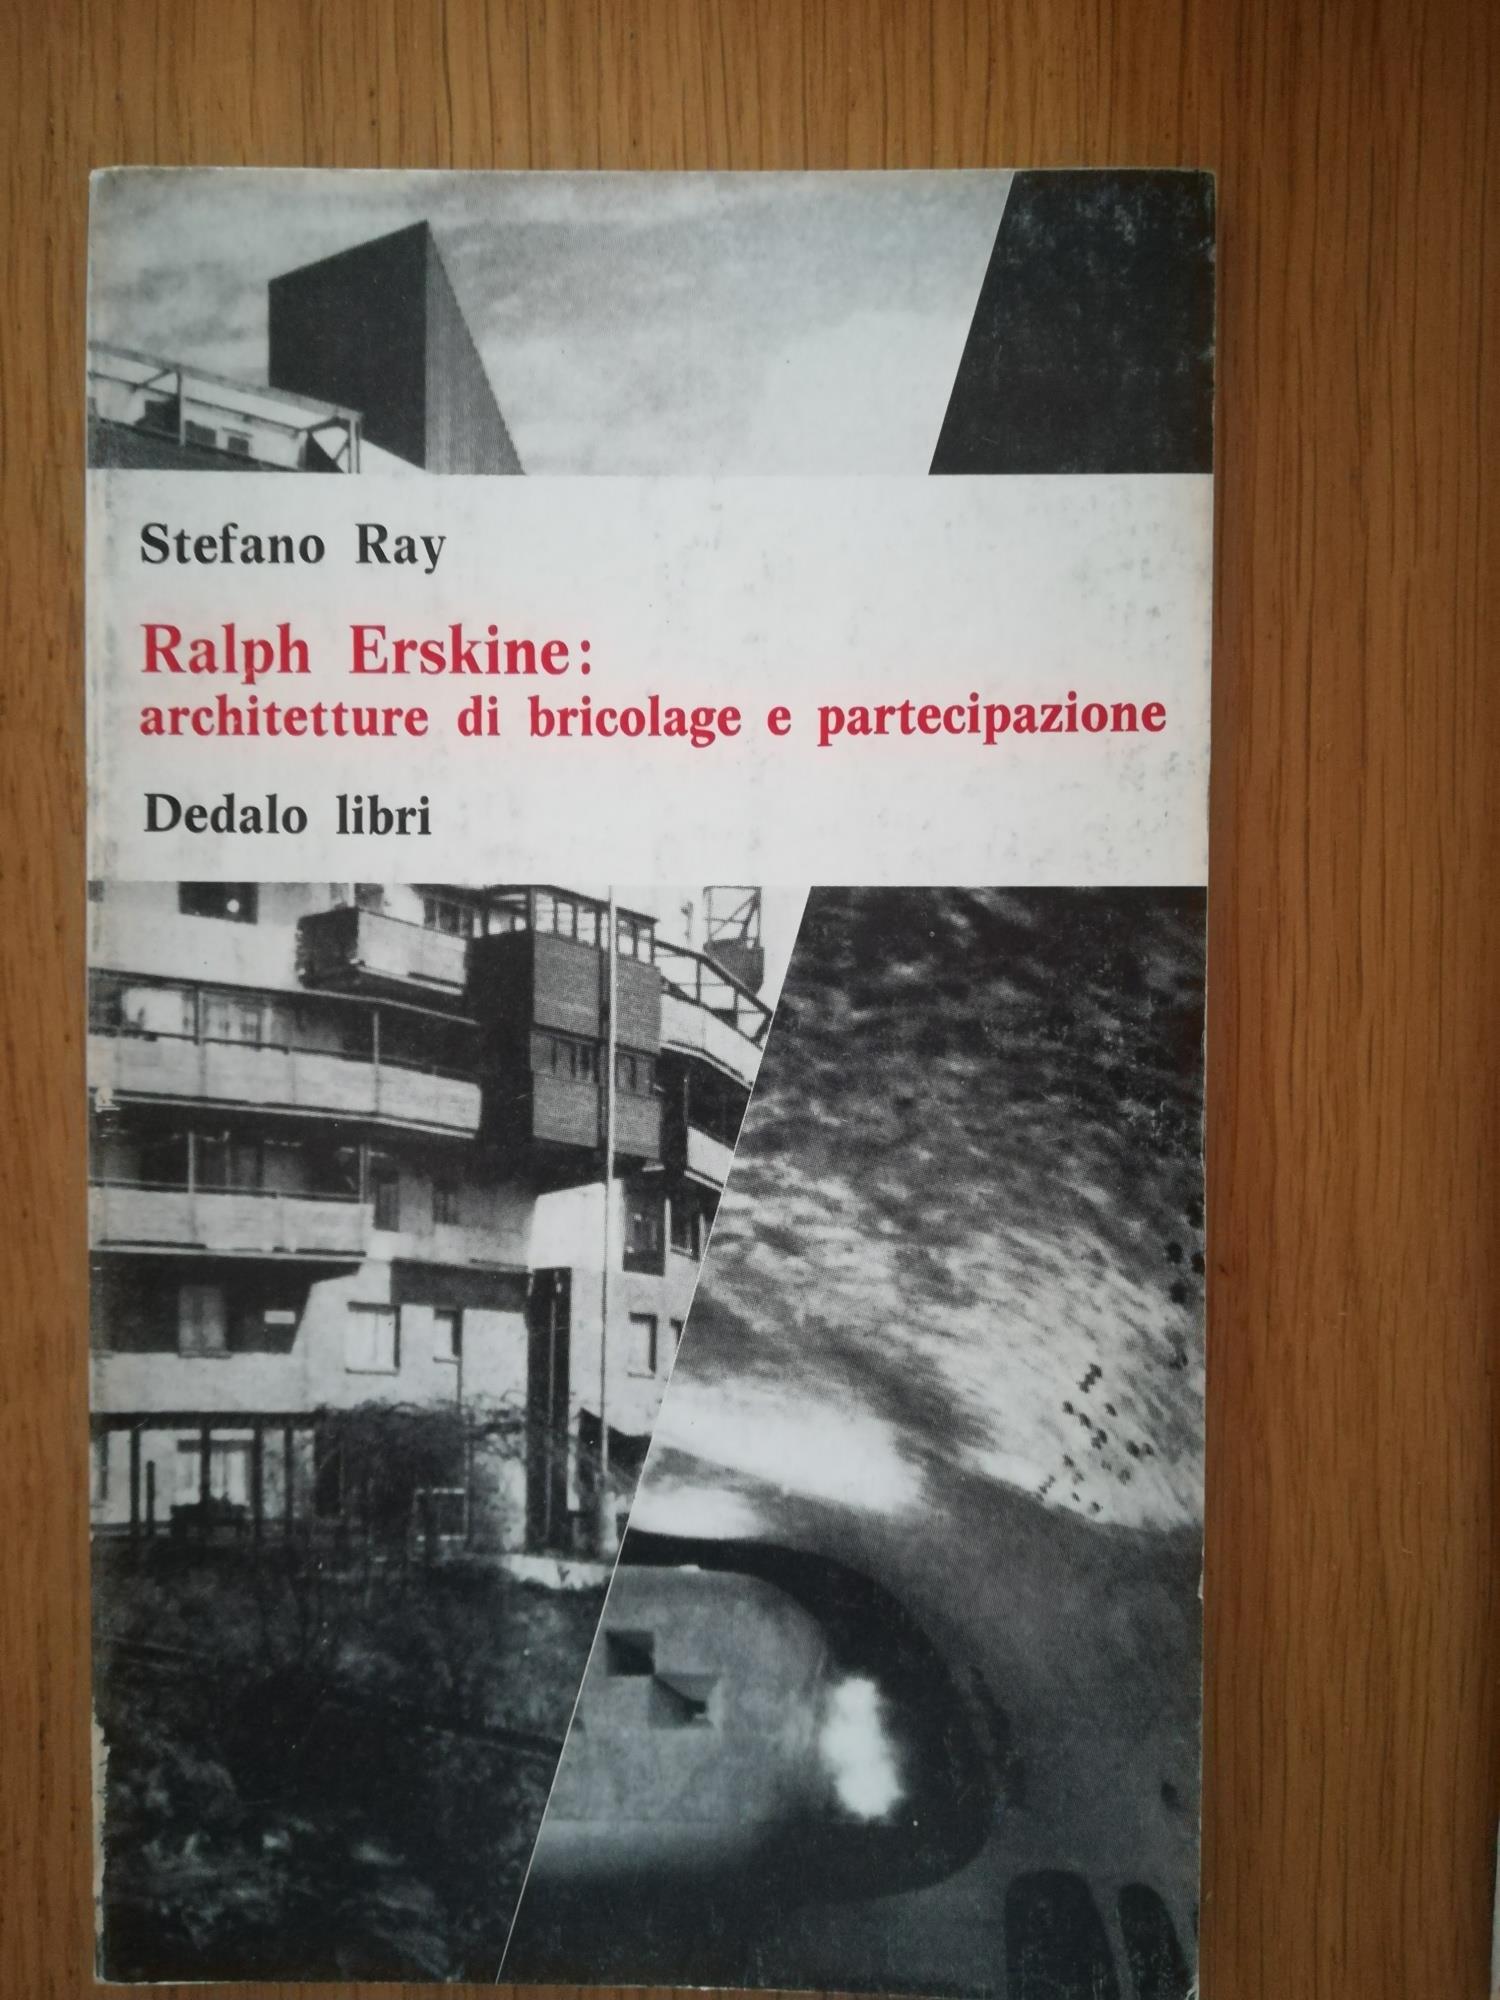 Stefano Ray
Ralph Erskine:
architetture di bricolage e partecipazione
Dedalo libri